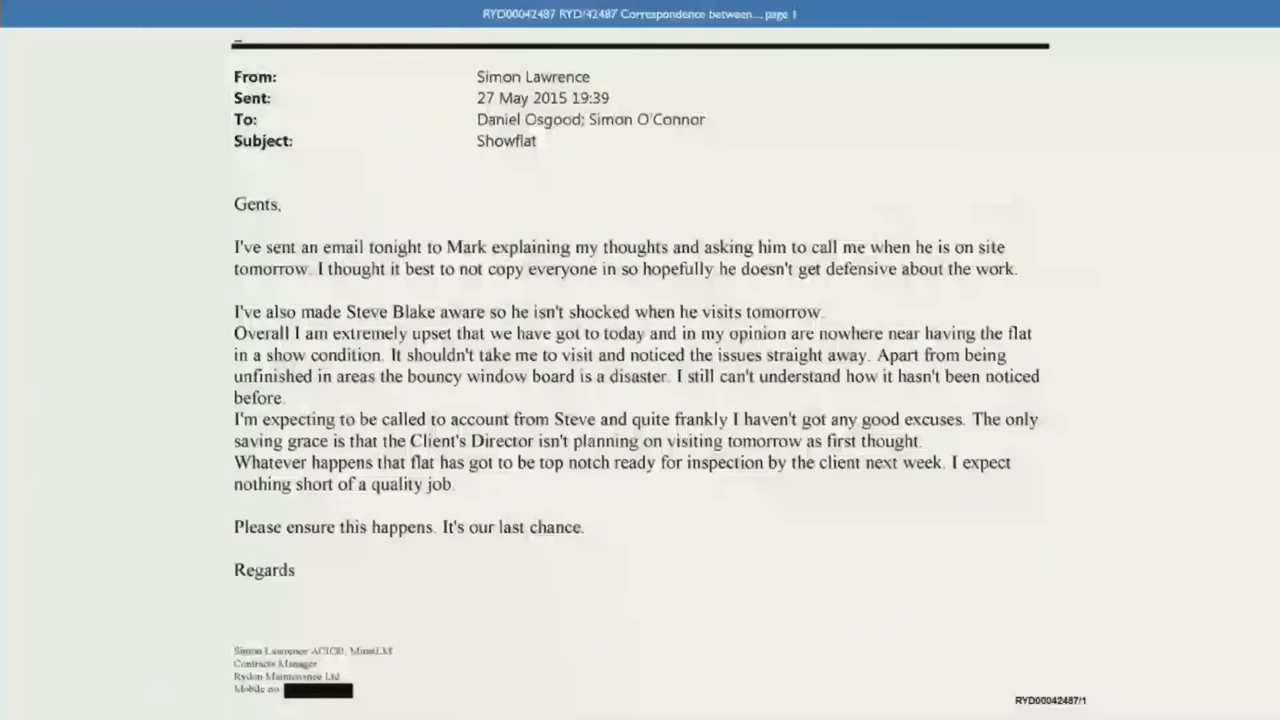 RYD00042487 RYD/42487 Correspondence between... page 1
From: Simon Lawrence
Sent: 27 May 2015 19:39
To: Daniel Osgood; Simon O'Connor
Subject: Showflat
Gents,
I've sent an email tonight to Mark explaining my thoughts and asking him to call me when he is on site
tomorrow. I thought it best to not copy everyone in so hopefully he doesn't get defensive about the work.
I've also made Steve Blake aware so he isn't shocked when he visits tomorrow.
Overall I am extremely upset that we have got to today and in my opinion are nowhere near having the flat
in a show condition. It shouldn't take me to visit and noticed the issues straight away. Apart from being
unfinished in areas the bouncy window board is a disaster. I still can't understand how it hasn't been noticed
before.
I'm expecting to be called to account from Steve and quite frankly I haven't got any good excuses. The only
saving grace is that the Client's Director isn't planning on visiting tomorrow as first thought.
Whatever happens that flat has got to be top notch ready for inspection by the client next week. I expect
nothing short of a quality job.
Please ensure this happens. It's our last chance.
Regards
Simon Lawrence ACIOB, MinstLM
Contracts Manager
Rydon Maintenance Ltd
Mobile no:
RYD00042487/1